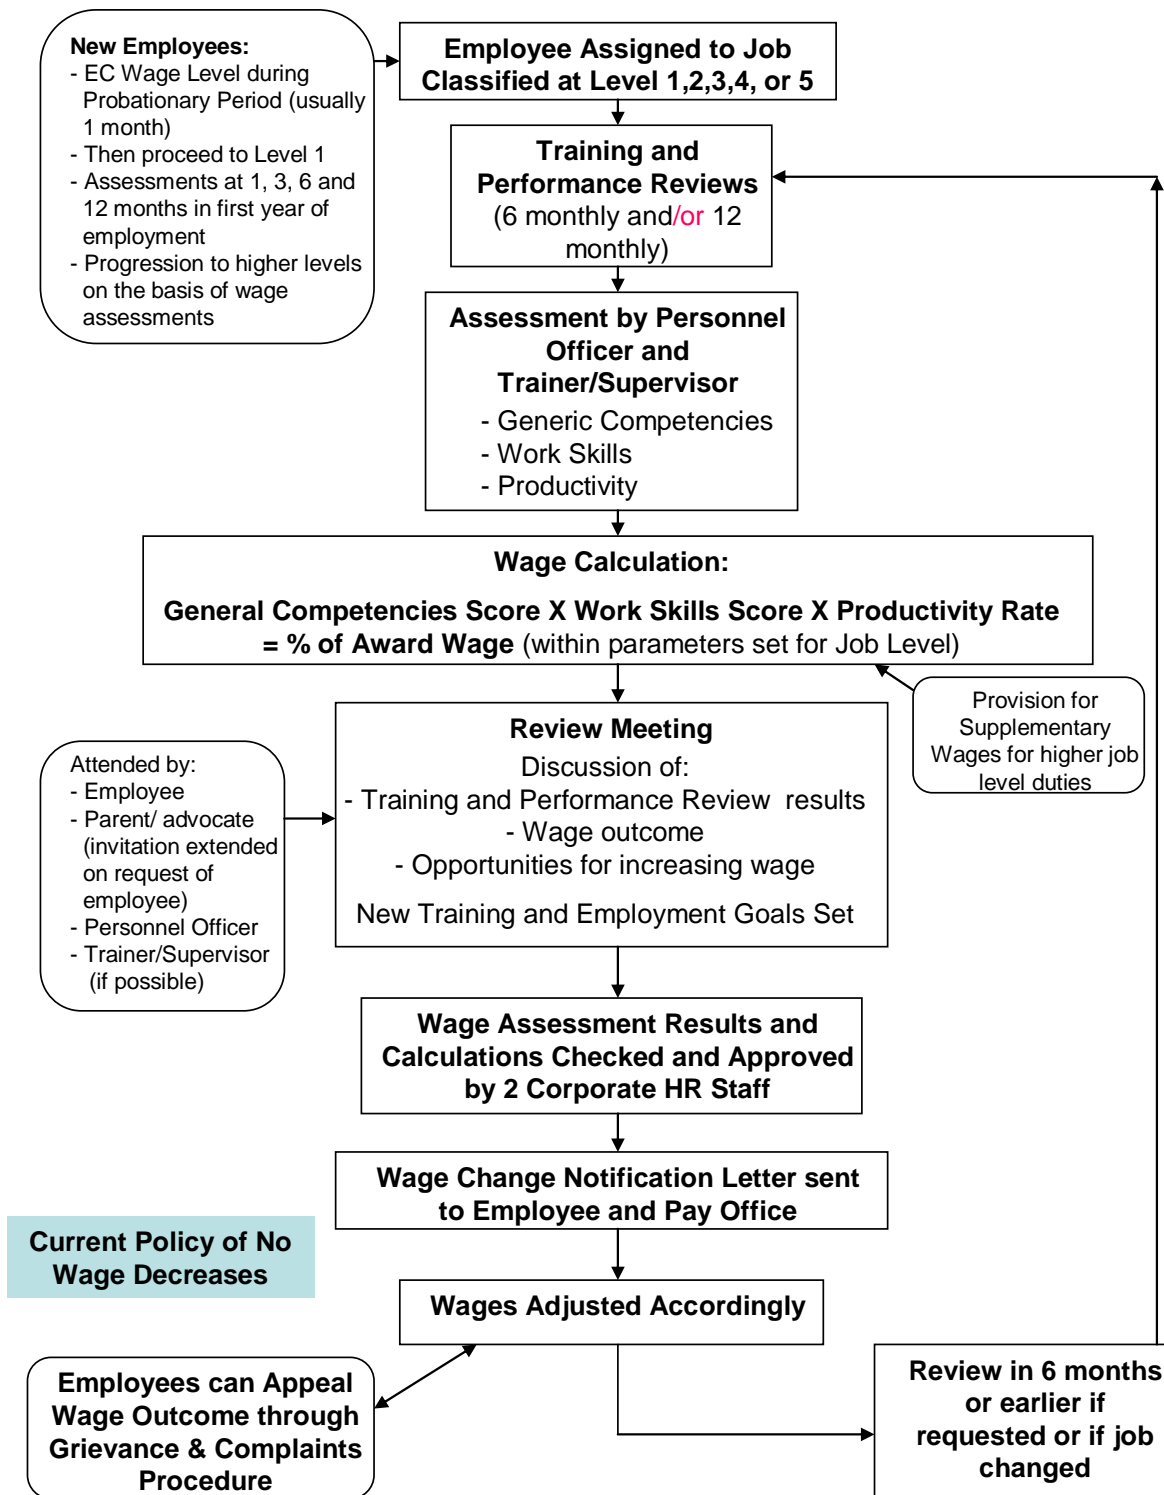 New Employees:
- EC Wage Level during
Probationary Period (usually
1 month)
- Then proceed to Level 1
- Assessments at 1, 3, 6 and
12 months in first year of
employment
- Progression to higher levels
on the basis of wage
assessments
Employee Assigned to Job
Classified at Level 1,2,3,4, or 5
Training and
Performance Reviews
(6 monthly and/or 12
monthly)
Assessment by Personnel
Officer and
Trainer/Supervisor
- Generic Competencies
- Work Skills
- Productivity
Wage Calculation:
General Competencies Score X Work Skills Score X Productivity Rate
= % of Award Wage (within parameters set for Job Level)
Provision for
Supplementary
Wages for higher job
level duties
Review Meeting
Discussion of:
- Training and Performance Review results
- Wage outcome
- Opportunities for increasing wage
New Training and Employment Goals Set
Attended by:
- Employee
- Parent/ advocate
(invitation extended
on request of
employee)
- Personnel Officer
- Trainer/Supervisor
(if possible)
Wage Assessment Results and
Calculations Checked and Approved
by 2 Corporate HR Staff
Wage Change Notification Letter sent
to Employee and Pay Office
Current Policy of No
Wage Decreases
Wages Adjusted Accordingly
Employees can Appeal
Wage Outcome through
Grievance & Complaints
Procedure
Review in 6 months
or earlier if
requested or if job
changed